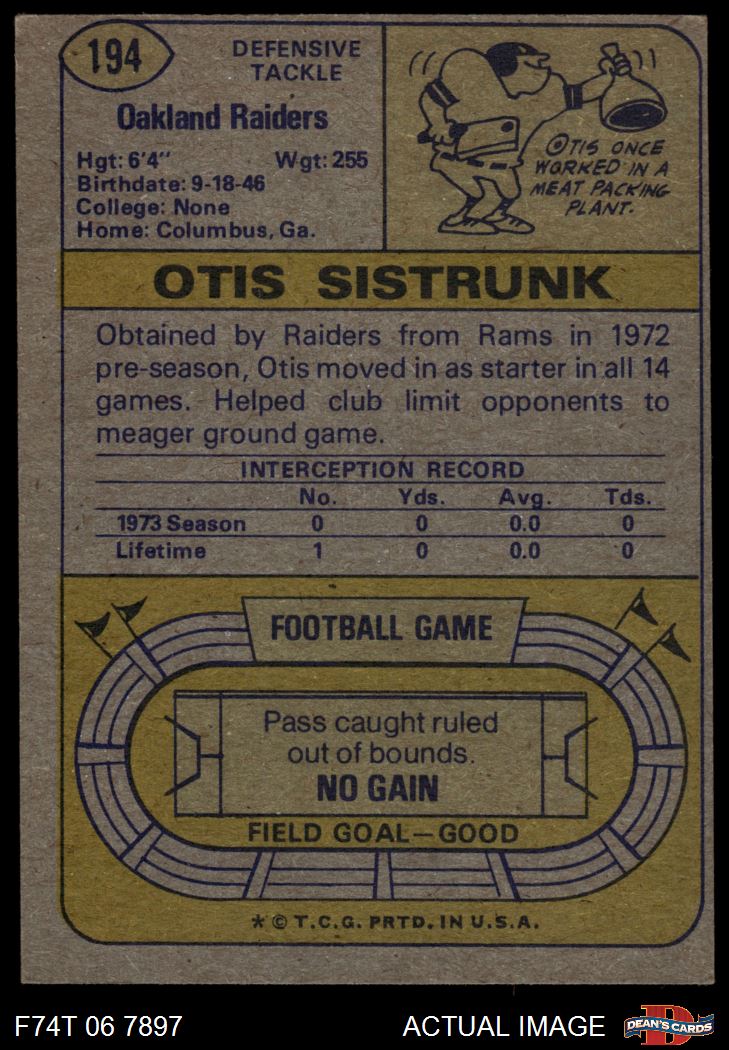 194
DEFENSIVE
TACKLE
Oakland Raiders
Hgt: 6'4" Wgt: 255
Birthdate: 9-18-46
College: None
Home: Columbus, Ga.
OTIS ONCE
WORKED IN A
MEAT PACKING
PLANT.
OTIS SISTRUNK
Obtained by Raiders from Rams in 1972
pre-season, Otis moved in as starter in all 14
games. Helped club limit opponents to
meager ground game.
INTERCEPTION RECORD
No. Yds. Avg. Tds.
1973 Season 0 0 0.0 0
Lifetime 1 0 0.0 0
FOOTBALL GAME
Pass caught ruled
out of bounds.
NO GAIN
FIELD GOAL—GOOD
* © T.C.G. PRTD. IN U.S.A.
F74T 06 7897 ACTUAL IMAGE D DEAN'S CARDS